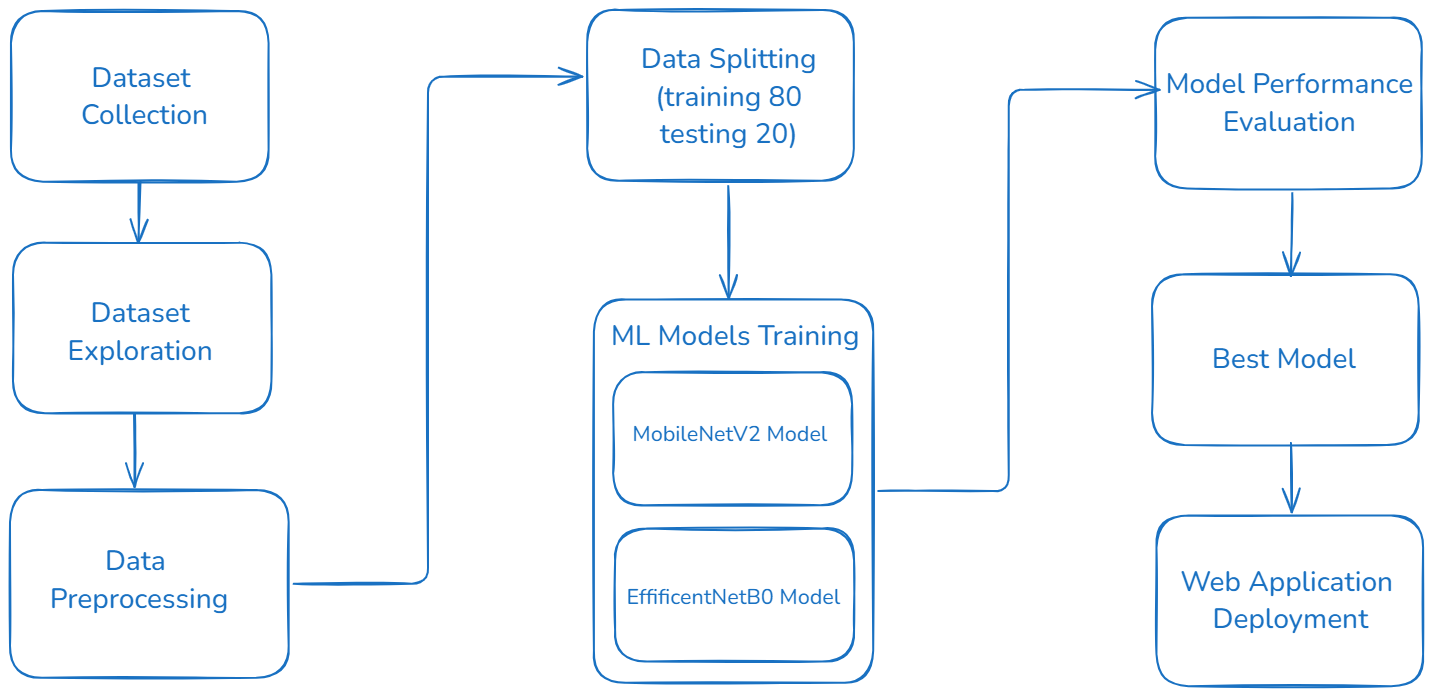 Dataset
Collection
Dataset
Exploration
Data
Preprocessing
Data Splitting
(training 80
testing 20)
ML Models Training
MobileNetV2 Model
EffificentNetB0 Model
Model Performance
Evaluation
Best Model
Web Application
Deployment